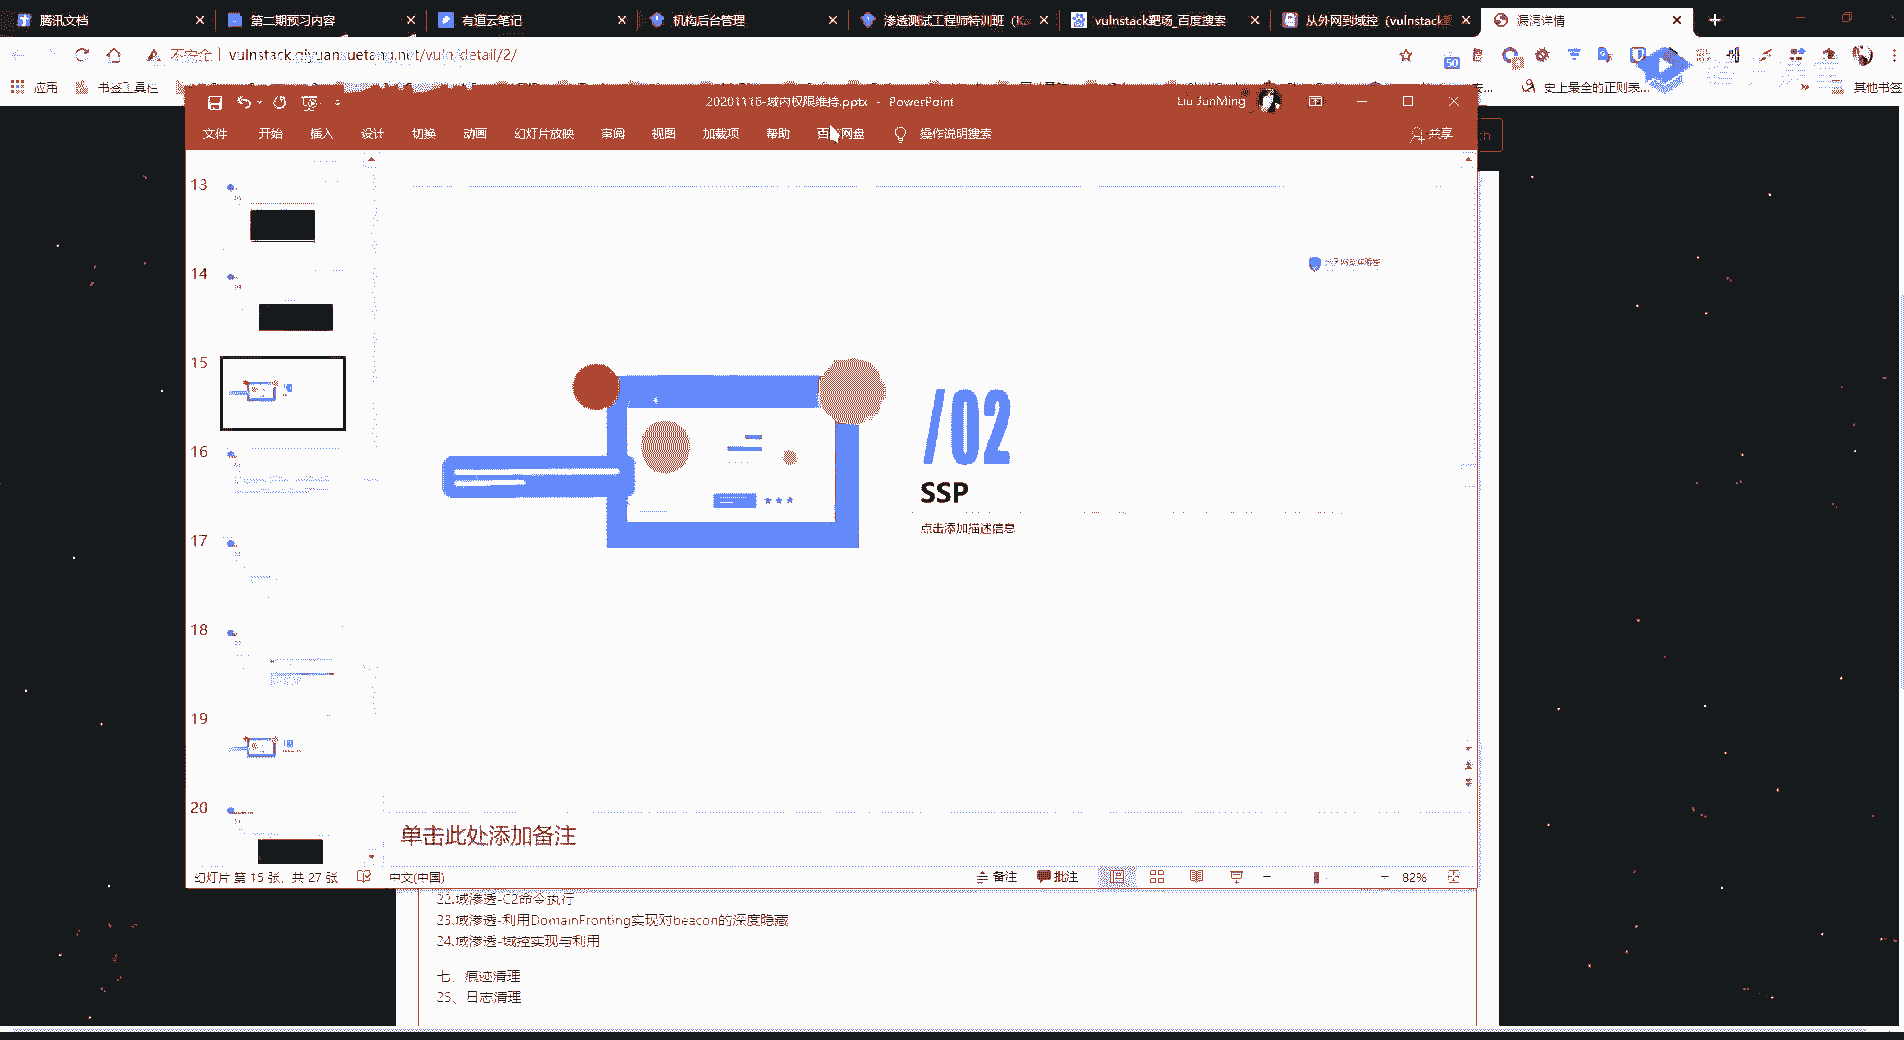 腾讯文档
第二期预习内容
有道云笔记
机构后台管理
渗透测试工程师特训班
vulnstack靶场_百度搜索
从外网到域控（vulnstack
漏洞详情
不安全
vulnstack.qiyuanxuetang.net/vuln/detail/2/
50
应用
书签工具栏
史上最全的正则表...
其他书签
20201116-域内权限维持.pptx - PowerPoint
Liu JunMing
文件
开始
插入
设计
切换
动画
幻灯片放映
审阅
视图
加载项
帮助
百度网盘
操作说明搜索
共享
13
14
15
16
17
18
19
20
/02
SSP
点击添加描述信息
单击此处添加备注
幻灯片 第 15 张，共 27 张
中文(中国)
备注
批注
82%
22.域渗透-C2命令执行
23.域渗透-利用DomainFronting实现对beacon的深度隐藏
24.域渗透-域控实现与利用
七、痕迹清理
25、日志清理